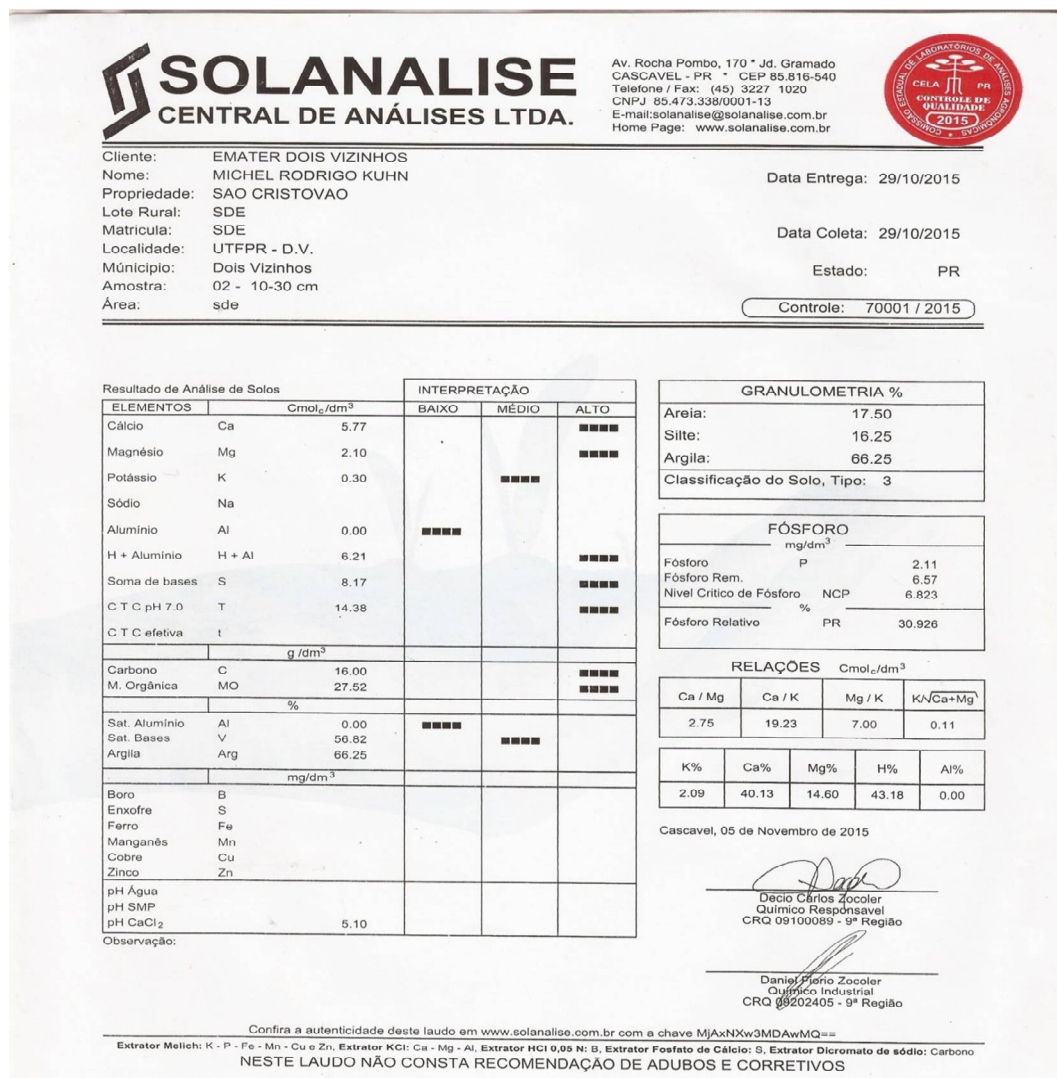 SOLANALISE
CENTRAL DE ANÁLISES LTDA.
Av. Rocha Pombo, 170 * Jd. Gramado
CASCAVEL - PR * CEP 85.816-540
Telefone / Fax: (45) 3227 1020
CNPJ 85.473.338/0001-13
E-mail:solanalise@solanalise.com.br
Home Page: www.solanalise.com.br
COMISSÃO ESTADUAL DE LABORATÓRIOS DE ANÁLISES AGRONÔMICAS
CELA PR
CONTROLE DE
QUALIDADE
2015
Cliente: EMATER DOIS VIZINHOS
Nome: MICHEL RODRIGO KUHN
Data Entrega: 29/10/2015
Propriedade: SAO CRISTOVAO
Lote Rural: SDE
Matricula: SDE
Data Coleta: 29/10/2015
Localidade: UTFPR - D.V.
Múnicipio: Dois Vizinhos
Estado: PR
Amostra: 02 - 10-30 cm
Área: sde
Controle: 70001 / 2015
Resultado de Análise de Solos INTERPRETAÇÃO
ELEMENTOS Cmolc/dm3 BAIXO MÉDIO ALTO
Cálcio Ca 5.77
Magnésio Mg 2.10
Potássio K 0.30
Sódio Na
Alumínio Al 0.00
H + Alumínio H + Al 6.21
Soma de bases S 8.17
C T C pH 7.0 T 14.38
C T C efetiva t
g /dm3
Carbono C 16.00
M. Orgânica MO 27.52
%
Sat. Alumínio Al 0.00
Sat. Bases V 56.82
Argila Arg 66.25
mg/dm3
Boro B
Enxofre S
Ferro Fe
Manganês Mn
Cobre Cu
Zinco Zn
pH Água
pH SMP
pH CaCl2 5.10
Observação:
GRANULOMETRIA %
Areia: 17.50
Silte: 16.25
Argila: 66.25
Classificação do Solo, Tipo: 3
FÓSFORO
mg/dm3
Fósforo P 2.11
Fósforo Rem. 6.57
Nivel Critico de Fósforo NCP 6.823
%
Fósforo Relativo PR 30.926
RELAÇÕES Cmolc/dm3
Ca / Mg Ca / K Mg / K K/√Ca+Mg
2.75 19.23 7.00 0.11
K% Ca% Mg% H% Al%
2.09 40.13 14.60 43.18 0.00
Cascavel, 05 de Novembro de 2015
Decio Carlos Zocoler
Químico Responsavel
CRQ 09100089 - 9ª Região
Daniel Piorio Zocoler
Químico Industrial
CRQ 09202405 - 9ª Região
Confira a autenticidade deste laudo em www.solanalise.com.br com a chave MjAxNXw3MDAwMQ==
Extrator Melich: K - P - Fe - Mn - Cu e Zn, Extrator KCl: Ca - Mg - Al, Extrator HCl 0,05 N: B, Extrator Fosfato de Cálcio: S, Extrator Dicromato de sódio: Carbono
NESTE LAUDO NÃO CONSTA RECOMENDAÇÃO DE ADUBOS E CORRETIVOS